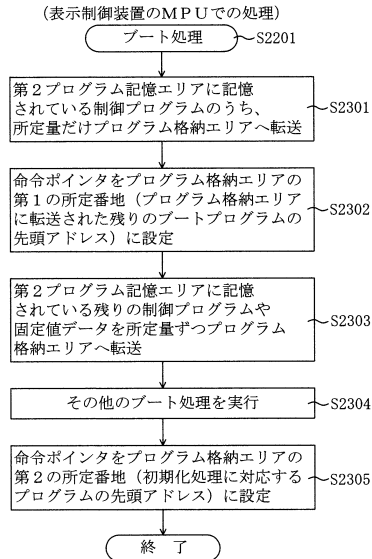 (表示制御装置のＭＰＵでの処理)
ブート処理
S2201
第２プログラム記憶エリアに記憶
されている制御プログラムのうち、
所定量だけプログラム格納エリアへ転送
S2301
命令ポインタをプログラム格納エリアの
第１の所定番地（プログラム格納エリア
に転送された残りのブートプログラムの
先頭アドレス）に設定
S2302
第２プログラム記憶エリアに記憶
されている残りの制御プログラムや
固定値データを所定量ずつプログラム
格納エリアへ転送
S2303
その他のブート処理を実行
S2304
命令ポインタをプログラム格納エリアの
第２の所定番地（初期化処理に対応する
プログラムの先頭アドレス）に設定
S2305
終 了